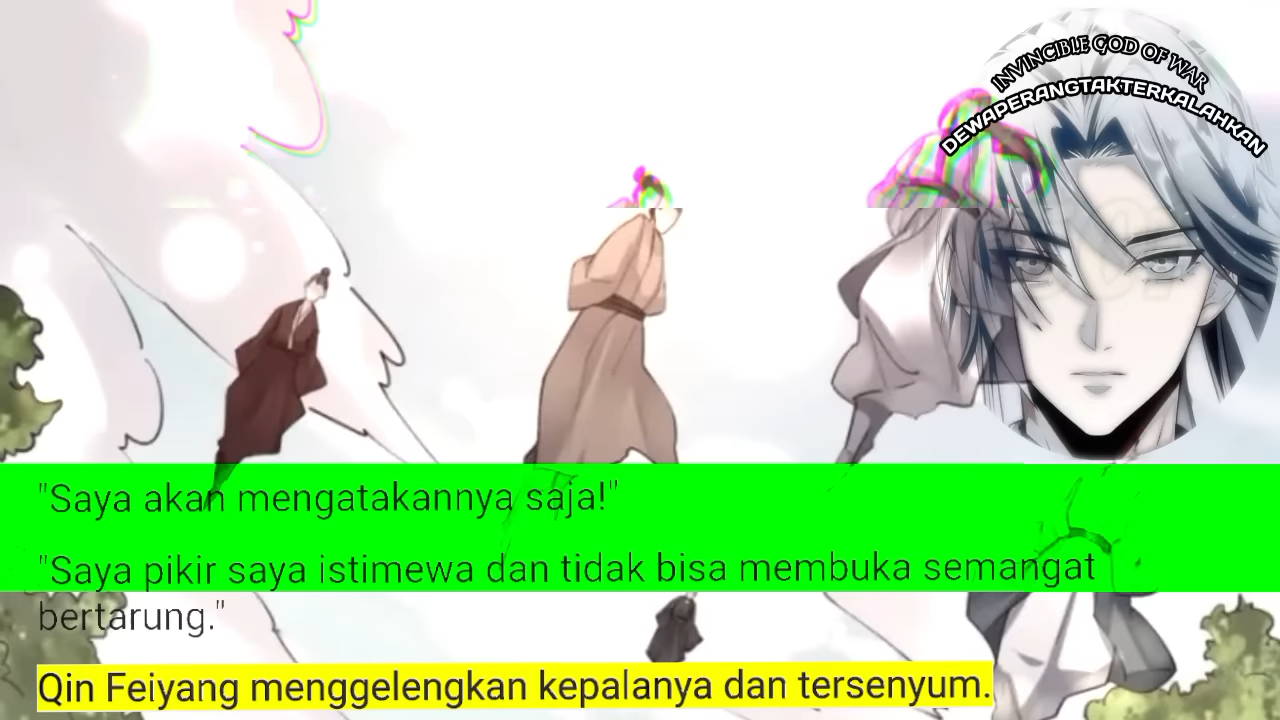 INVINCIBLE GOD OF WAR
DEWAPERANGTAKTERKALAHKAN
"Saya akan mengatakannya saja!"
"Saya pikir saya istimewa dan tidak bisa membuka semangat
bertarung."
Qin Feiyang menggelengkan kepalanya dan tersenyum.